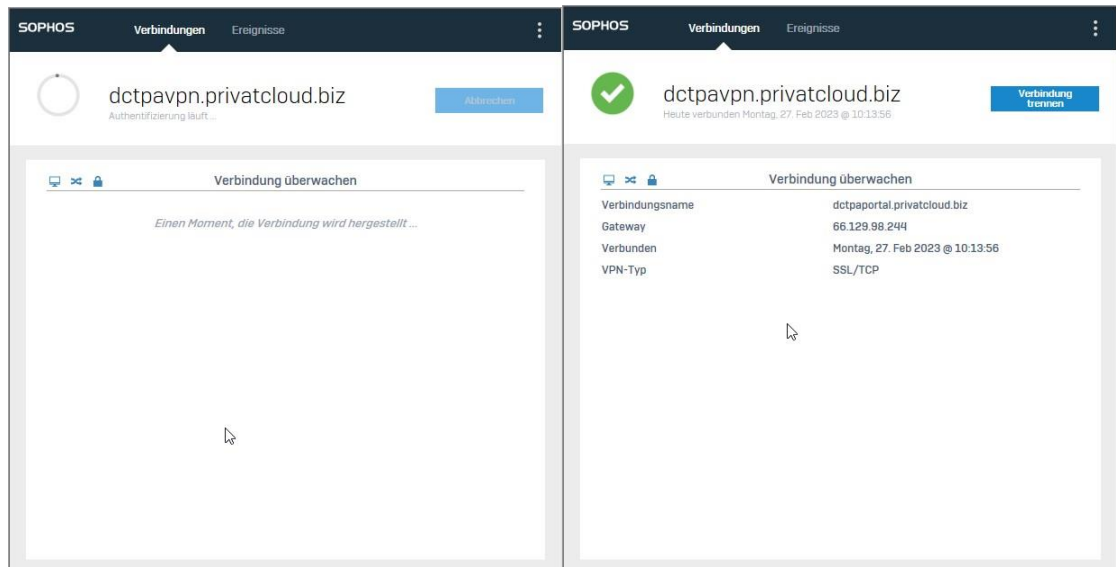 SOPHOS
Verbindungen Ereignisse
dctpavpn.privatcloud.biz
Authentifizierung läuft ...
Abbrechen
Verbindung überwachen
Einen Moment, die Verbindung wird hergestellt ...
SOPHOS
Verbindungen Ereignisse
dctpavpn.privatcloud.biz
Heute verbunden Montag, 27. Feb 2023 @ 10:13:56
Verbindung
trennen
Verbindung überwachen
Verbindungsname dctpaportal.privatcloud.biz
Gateway 66.129.98.244
Verbunden Montag, 27. Feb 2023 @ 10:13:56
VPN-Typ SSL/TCP